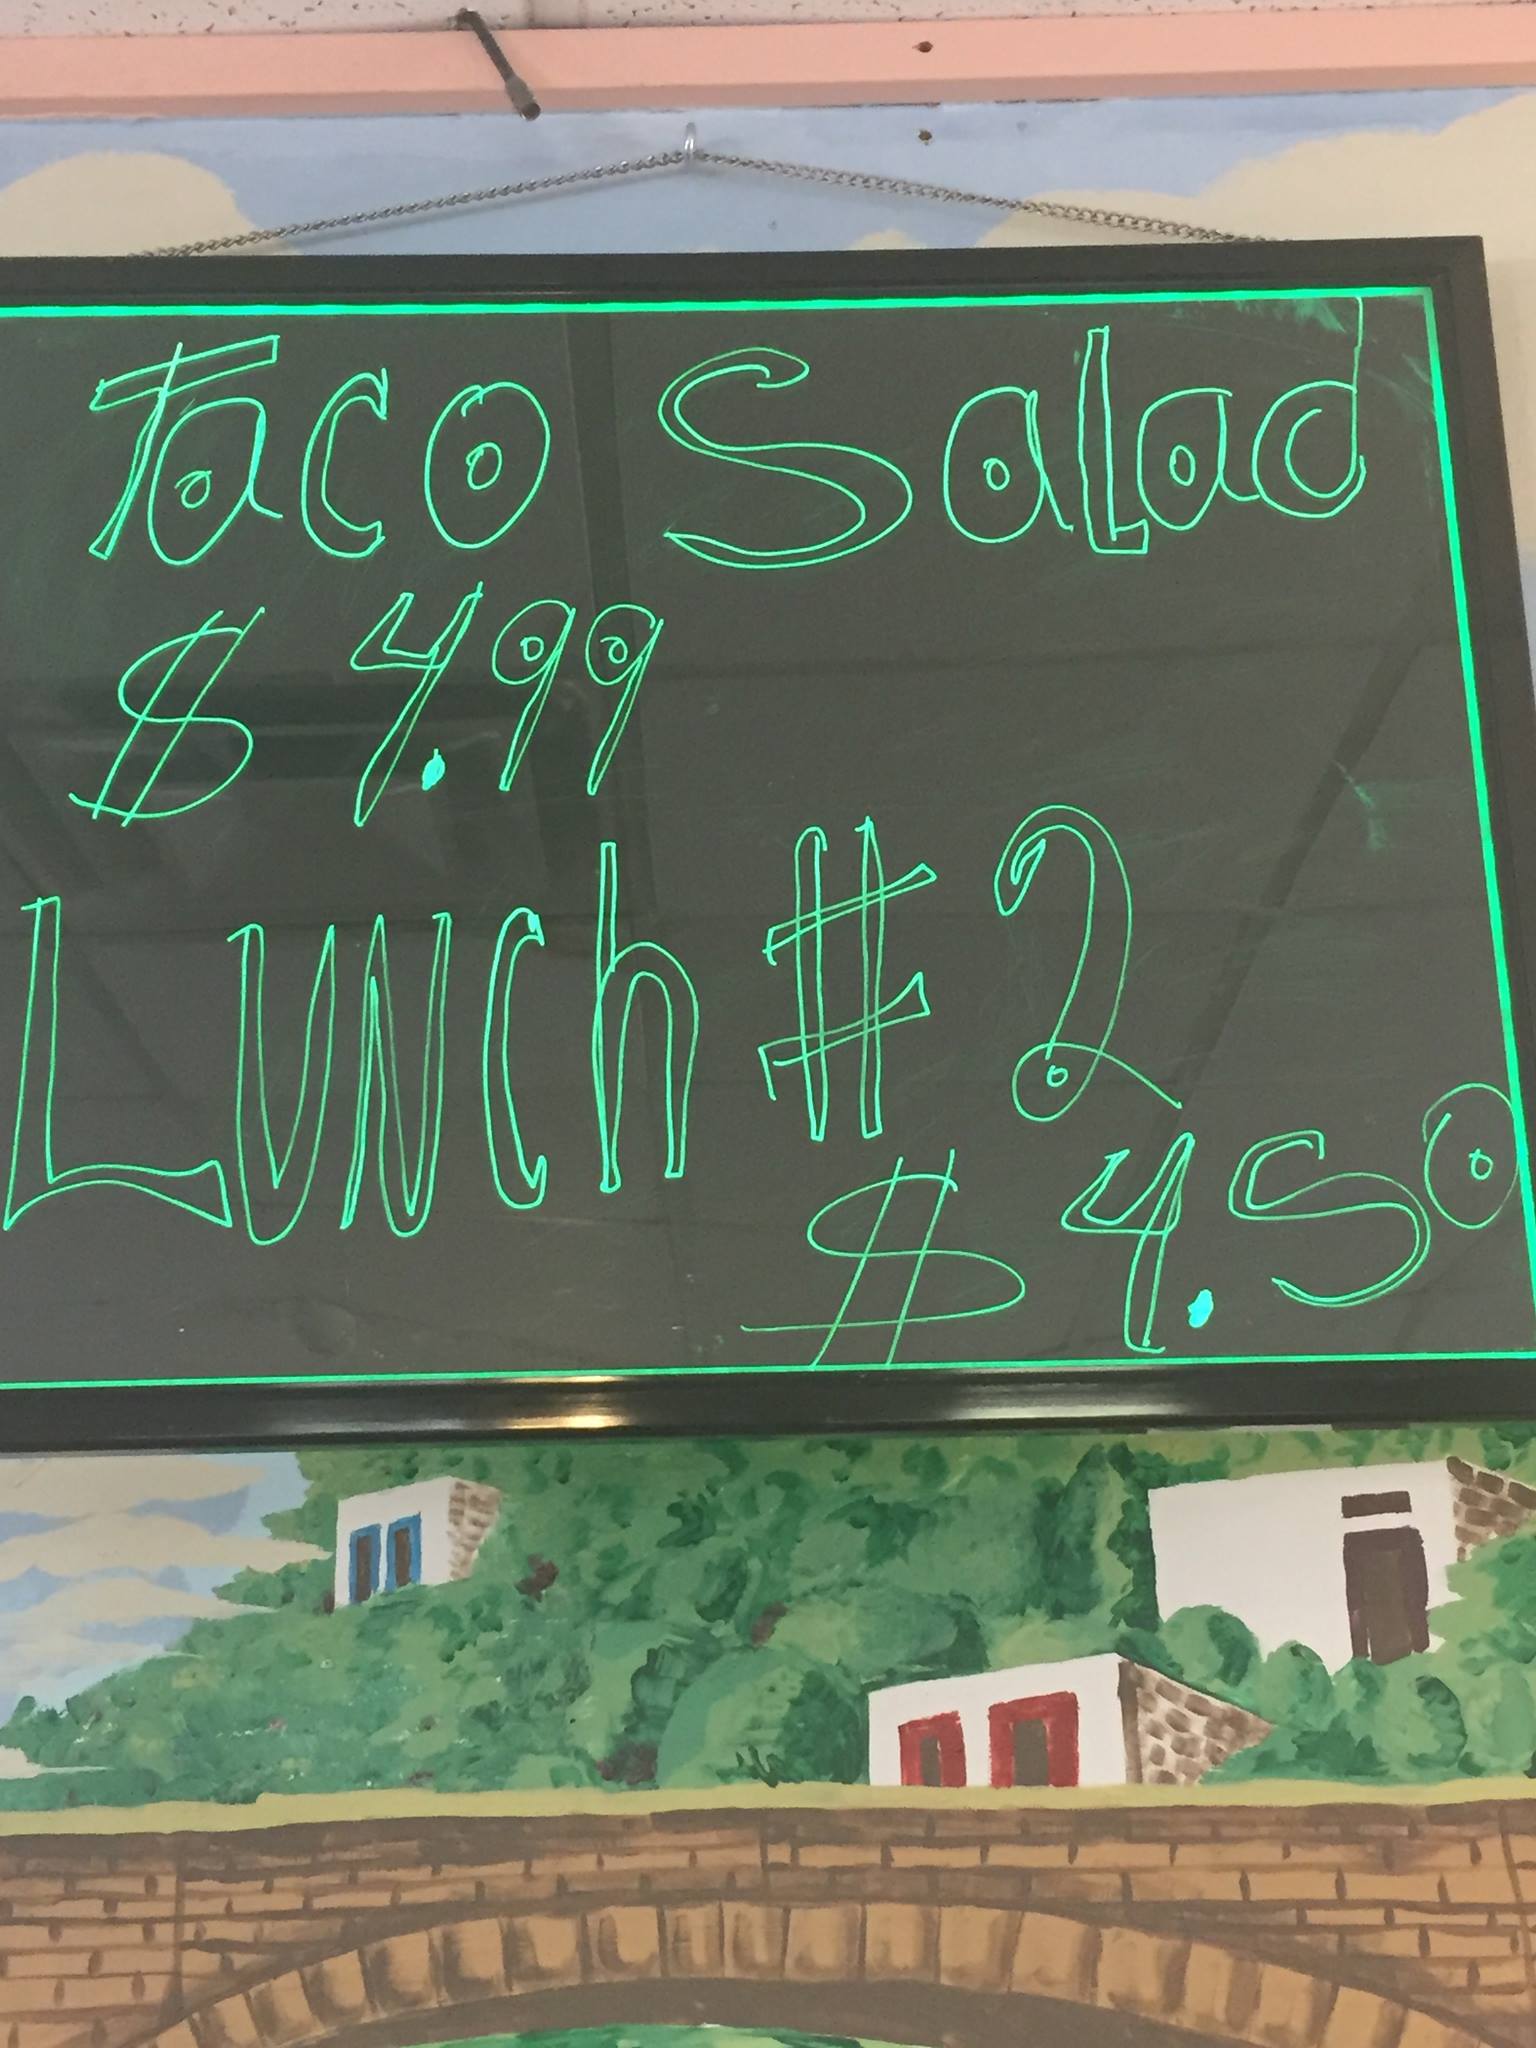 Taco Salad
$ 4.99
Lunch # 2
$ 4.50